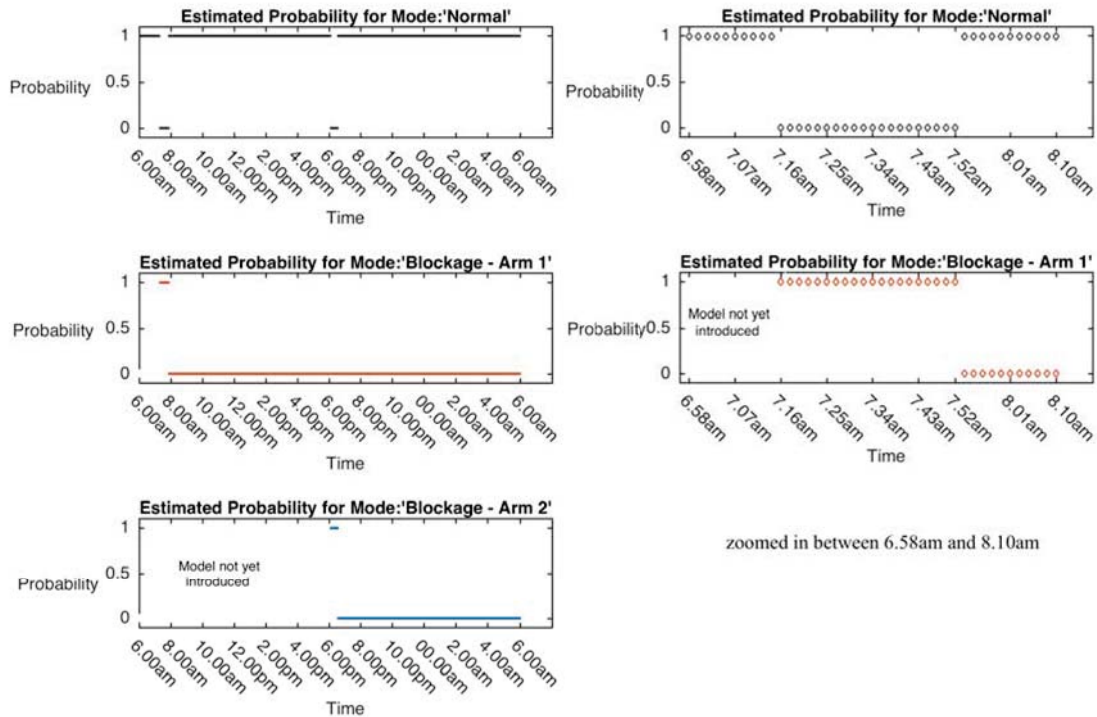 Estimated Probability for Mode:'Normal'
Probability
1
0.5
0
6.00am
8.00am
10.00am
12.00pm
2.00pm
4.00pm
6.00pm
8.00pm
10.00pm
00.00am
2.00am
4.00am
6.00am
Time
Estimated Probability for Mode:'Normal'
Probability
1
0.5
0
6.58am
7.07am
7.16am
7.25am
7.34am
7.43am
7.52am
8.01am
8.10am
Time
Estimated Probability for Mode:'Blockage - Arm 1'
Probability
1
0.5
0
6.00am
8.00am
10.00am
12.00pm
2.00pm
4.00pm
6.00pm
8.00pm
10.00pm
00.00am
2.00am
4.00am
6.00am
Time
Estimated Probability for Mode:'Blockage - Arm 1'
Probability
1
0.5
0
Model not yet
introduced
6.58am
7.07am
7.16am
7.25am
7.34am
7.43am
7.52am
8.01am
8.10am
Time
Estimated Probability for Mode:'Blockage - Arm 2'
Probability
1
0.5
0
Model not yet
introduced
6.00am
8.00am
10.00am
12.00pm
2.00pm
4.00pm
6.00pm
8.00pm
10.00pm
00.00am
2.00am
4.00am
6.00am
Time
zoomed in between 6.58am and 8.10am